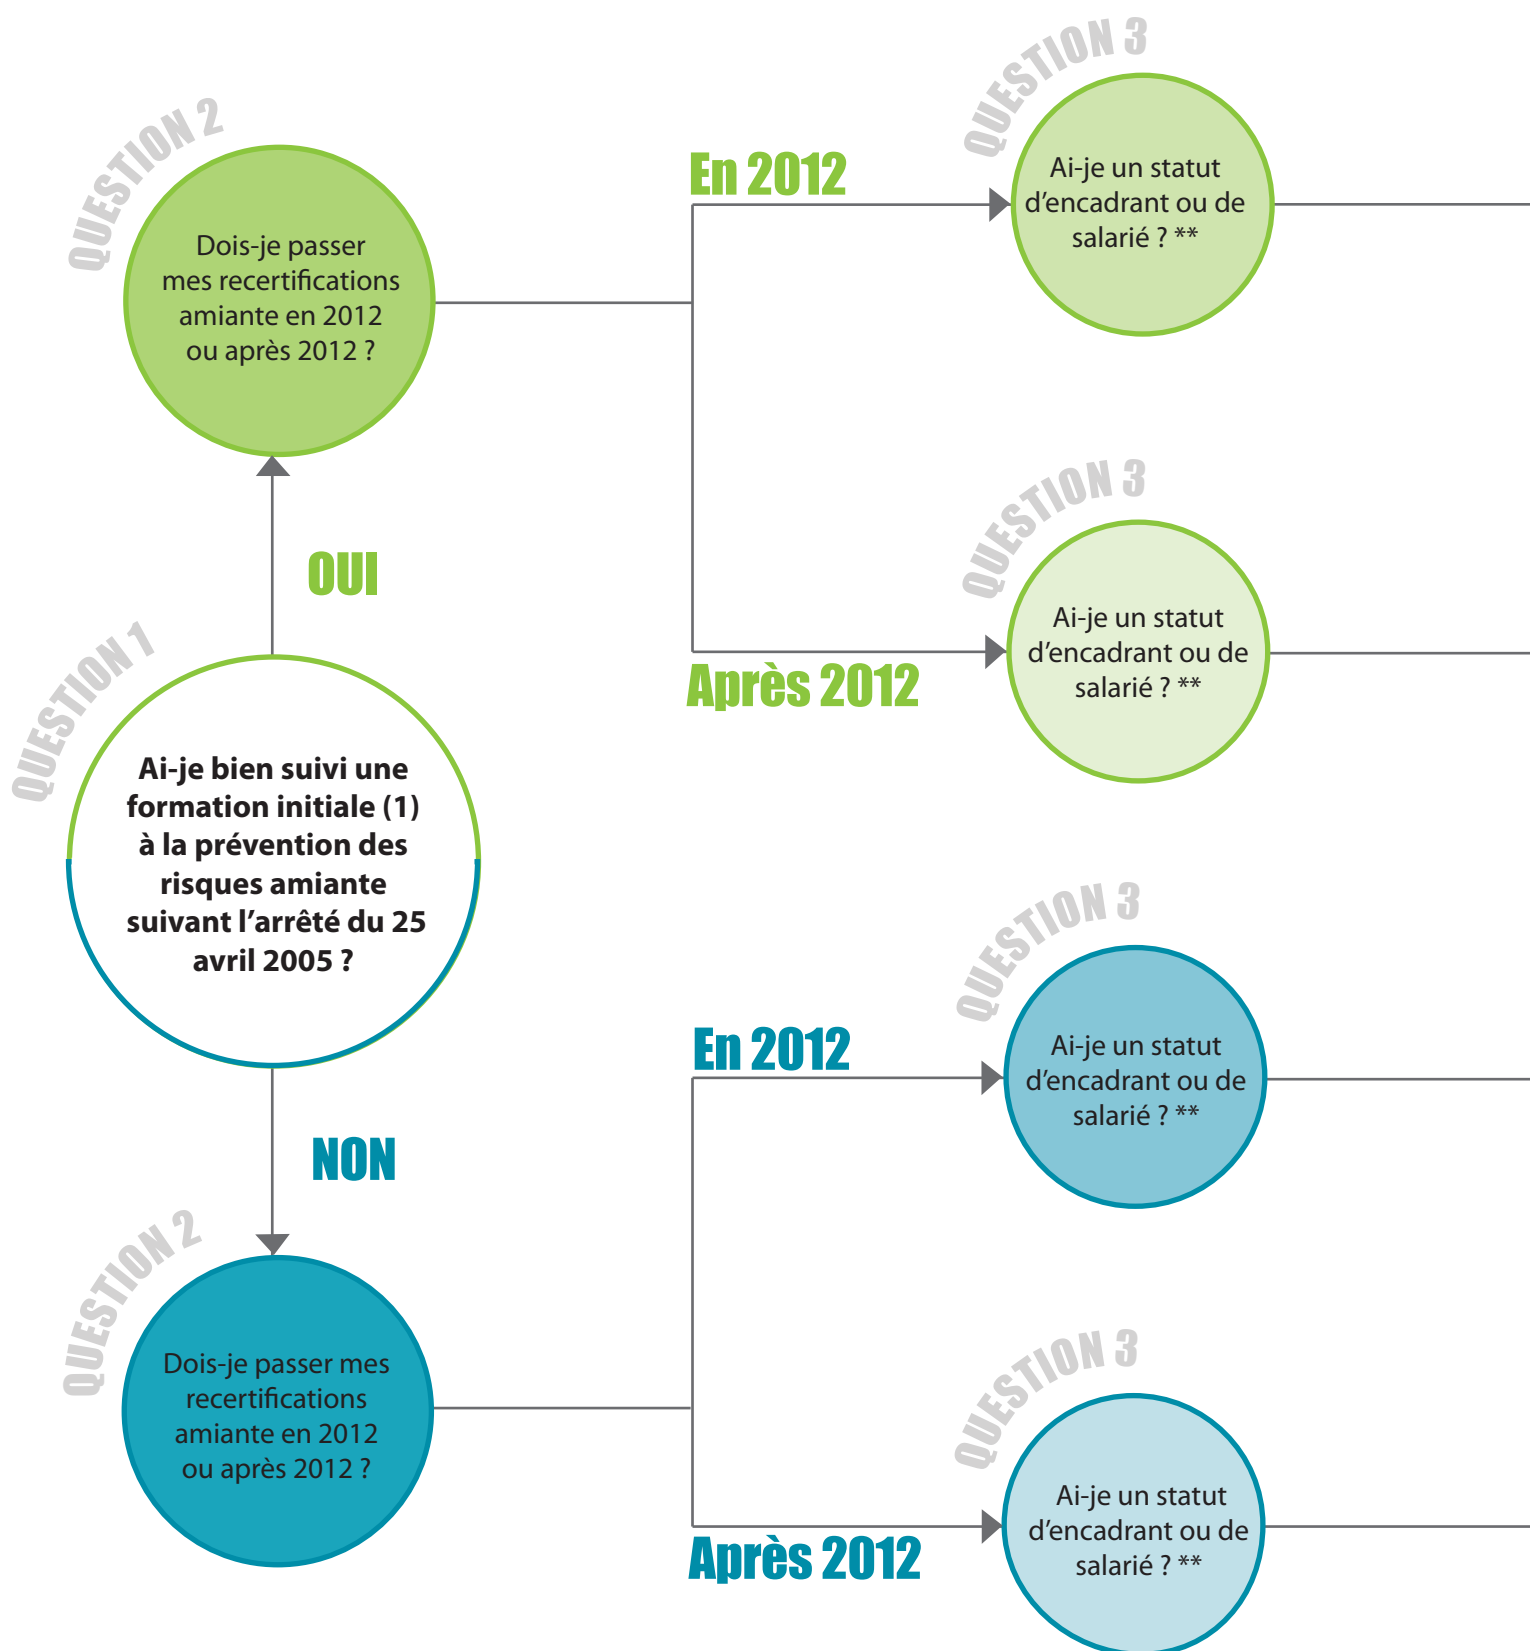 QUESTION 1
Ai-je bien suivi une
formation initiale (1)
à la prévention des
risques amiante
suivant l'arrêté du 25
avril 2005 ?
OUI
QUESTION 2
Dois-je passer
mes recertifications
amiante en 2012
ou après 2012 ?
En 2012
QUESTION 3
Ai-je un statut
d'encadrant ou de
salarié ? **
Après 2012
QUESTION 3
Ai-je un statut
d'encadrant ou de
salarié ? **
NON
QUESTION 2
Dois-je passer mes
recertifications
amiante en 2012
ou après 2012 ?
En 2012
QUESTION 3
Ai-je un statut
d'encadrant ou de
salarié ? **
Après 2012
QUESTION 3
Ai-je un statut
d'encadrant ou de
salarié ? **